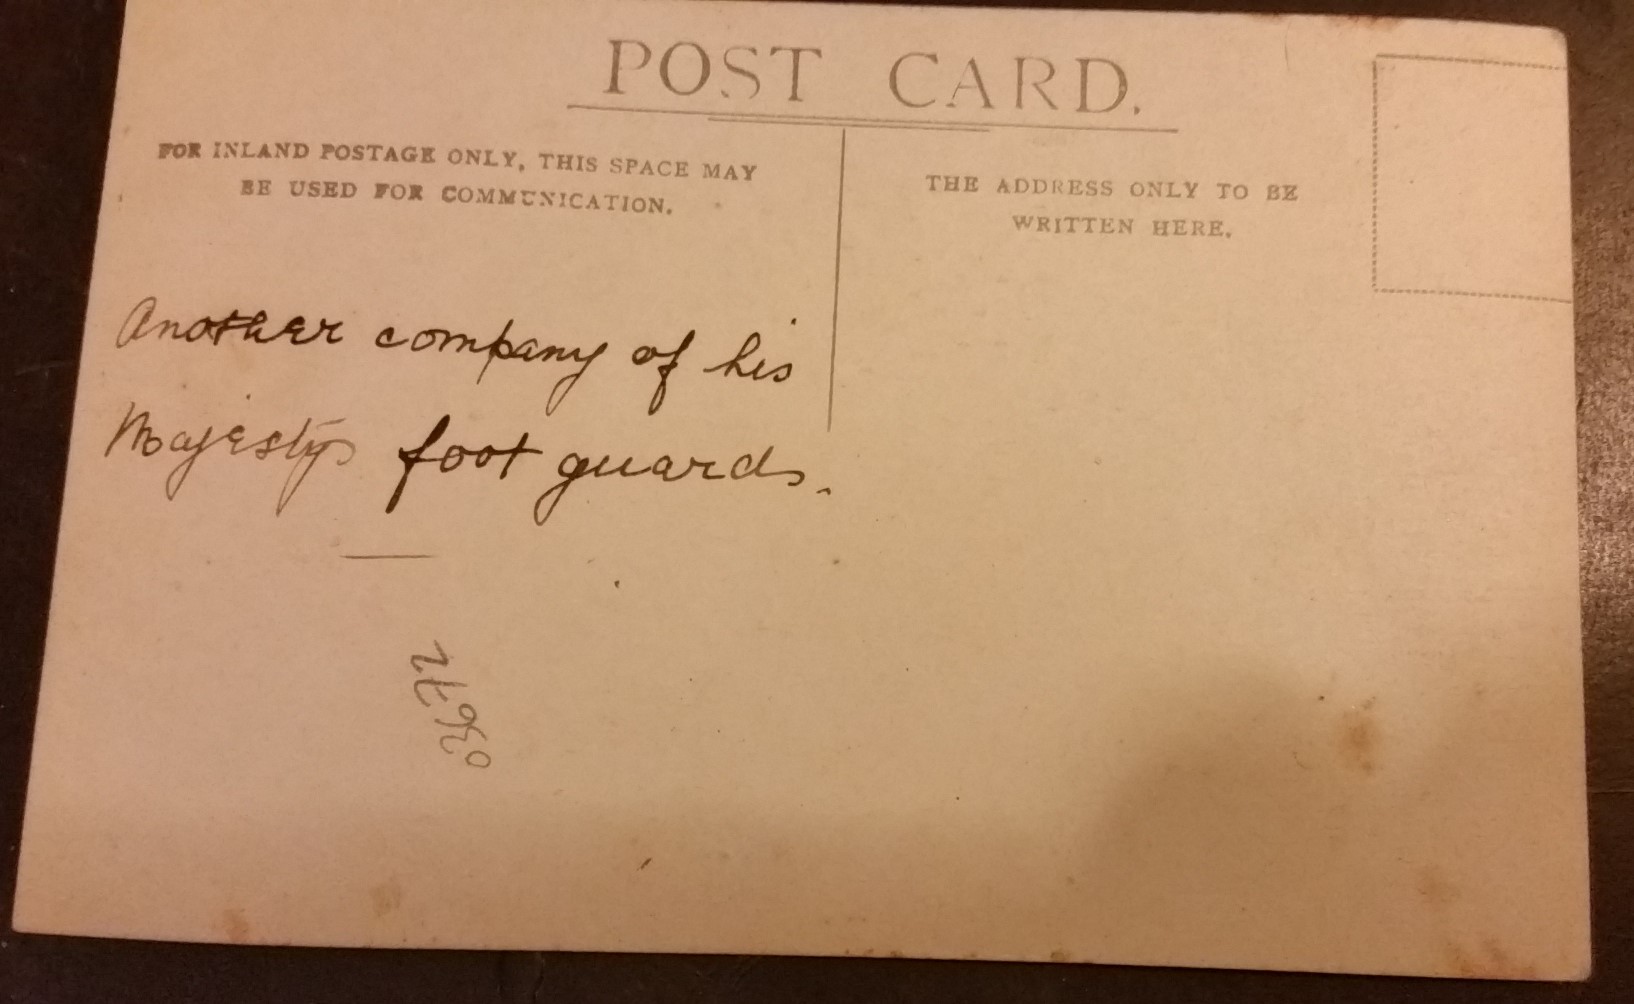 POST CARD.
FOR INLAND POSTAGE ONLY, THIS SPACE MAY
BE USED FOR COMMUNICATION.
THE ADDRESS ONLY TO BE
WRITTEN HERE.
Another company of his
Majestys foot guards.